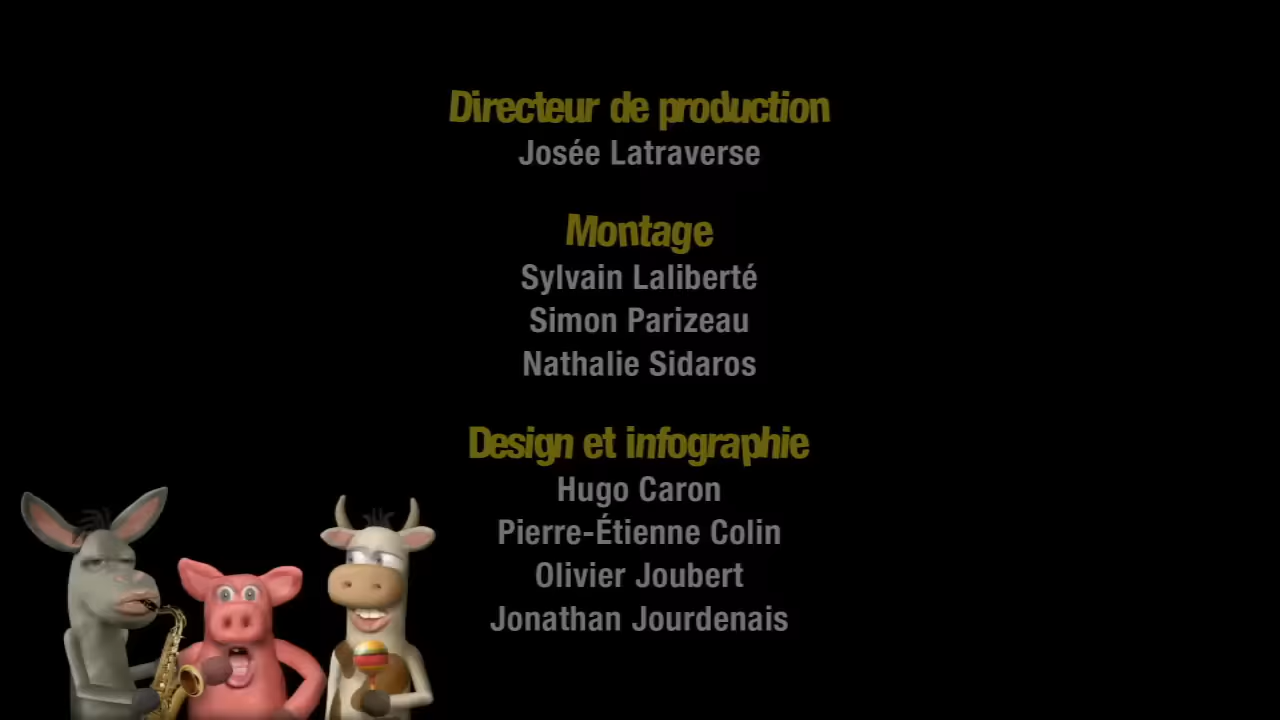 Directeur de production
Josée Latraverse
Montage
Sylvain Laliberté
Simon Parizeau
Nathalie Sidaros
Design et infographie
Hugo Caron
Pierre-Étienne Colin
Olivier Joubert
Jonathan Jourdenais